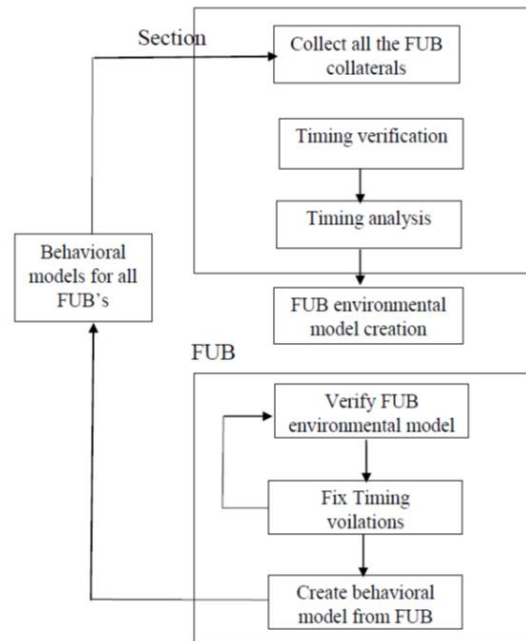 Section
Collect all the FUB
collaterals
Timing verification
Timing analysis
Behavioral
models for all
FUB's
FUB environmental
model creation
FUB
Verify FUB
environmental model
Fix Timing
voilations
Create behavioral
model from FUB